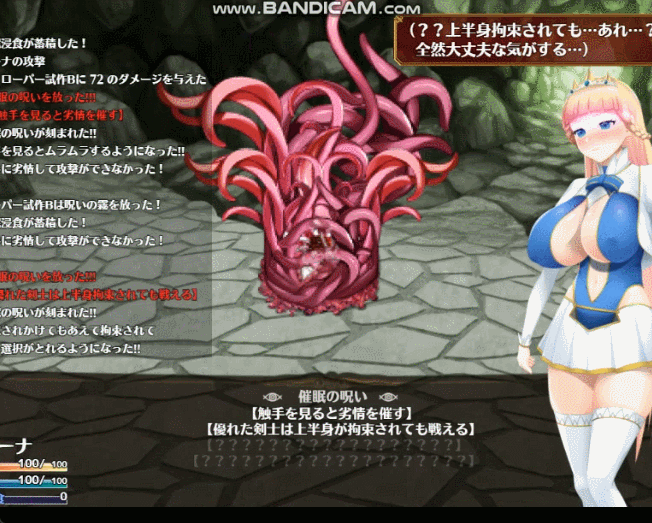 www.BANDICAM.com
(??上半身拘束されても…あれ…?
全然大丈夫な気がする…)
浸食が蓄積した!
ーナの攻撃
ローパー試作Bに 72 のダメージを与えた
眠の呪いを放った!!!
触手を見ると劣情を催す】
の呪いが刻まれた!!
を見るとムラムラするようになった!!
に劣情して攻撃ができなかった!
パー試作Bは呪いの霧を放った!
浸食が蓄積した!
に劣情して攻撃ができなかった!
眠の呪いを放った!!!
れた剣士は上半身拘束されても戦える】
の呪いが刻まれた!!
されかけてもあえて拘束されて
選択がとれるようになった!!
催眠の呪い
【触手を見ると劣情を催す】
【優れた剣士は上半身が拘束されても戦える】
【??????????????????】
【????????????????????】
ーナ
100/100
100/100
0